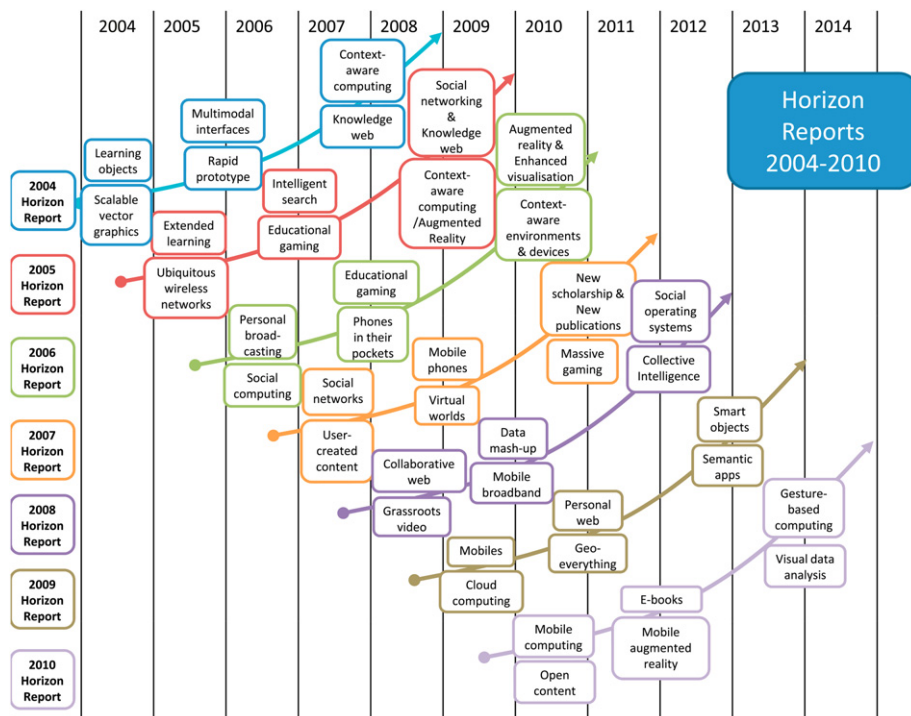 2004 2005 2006 2007 2008 2009 2010 2011 2012 2013 2014
Horizon
Reports
2004-2010
2004
Horizon
Report
Learning
objects
Scalable
vector
graphics
Multimodal
interfaces
Rapid
prototype
Context-
aware
computing
Knowledge
web
2005
Horizon
Report
Extended
learning
Ubiquitous
wireless
networks
Intelligent
search
Educational
gaming
Social
networking
&
Knowledge
web
Context-
aware
computing
/Augmented
Reality
2006
Horizon
Report
Personal
broad-
casting
Social
computing
Educational
gaming
Phones
in their
pockets
Augmented
reality &
Enhanced
visualisation
Context-
aware
environments
& devices
2007
Horizon
Report
Social
networks
User-
created
content
Mobile
phones
Virtual
worlds
New
scholarship &
New
publications
Massive
gaming
2008
Horizon
Report
Collaborative
web
Grassroots
video
Data
mash-up
Mobile
broadband
Social
operating
systems
Collective
Intelligence
2009
Horizon
Report
Mobiles
Cloud
computing
Personal
web
Geo-
everything
Smart
objects
Semantic
apps
2010
Horizon
Report
Mobile
computing
Open
content
E-books
Mobile
augmented
reality
Gesture-
based
computing
Visual data
analysis